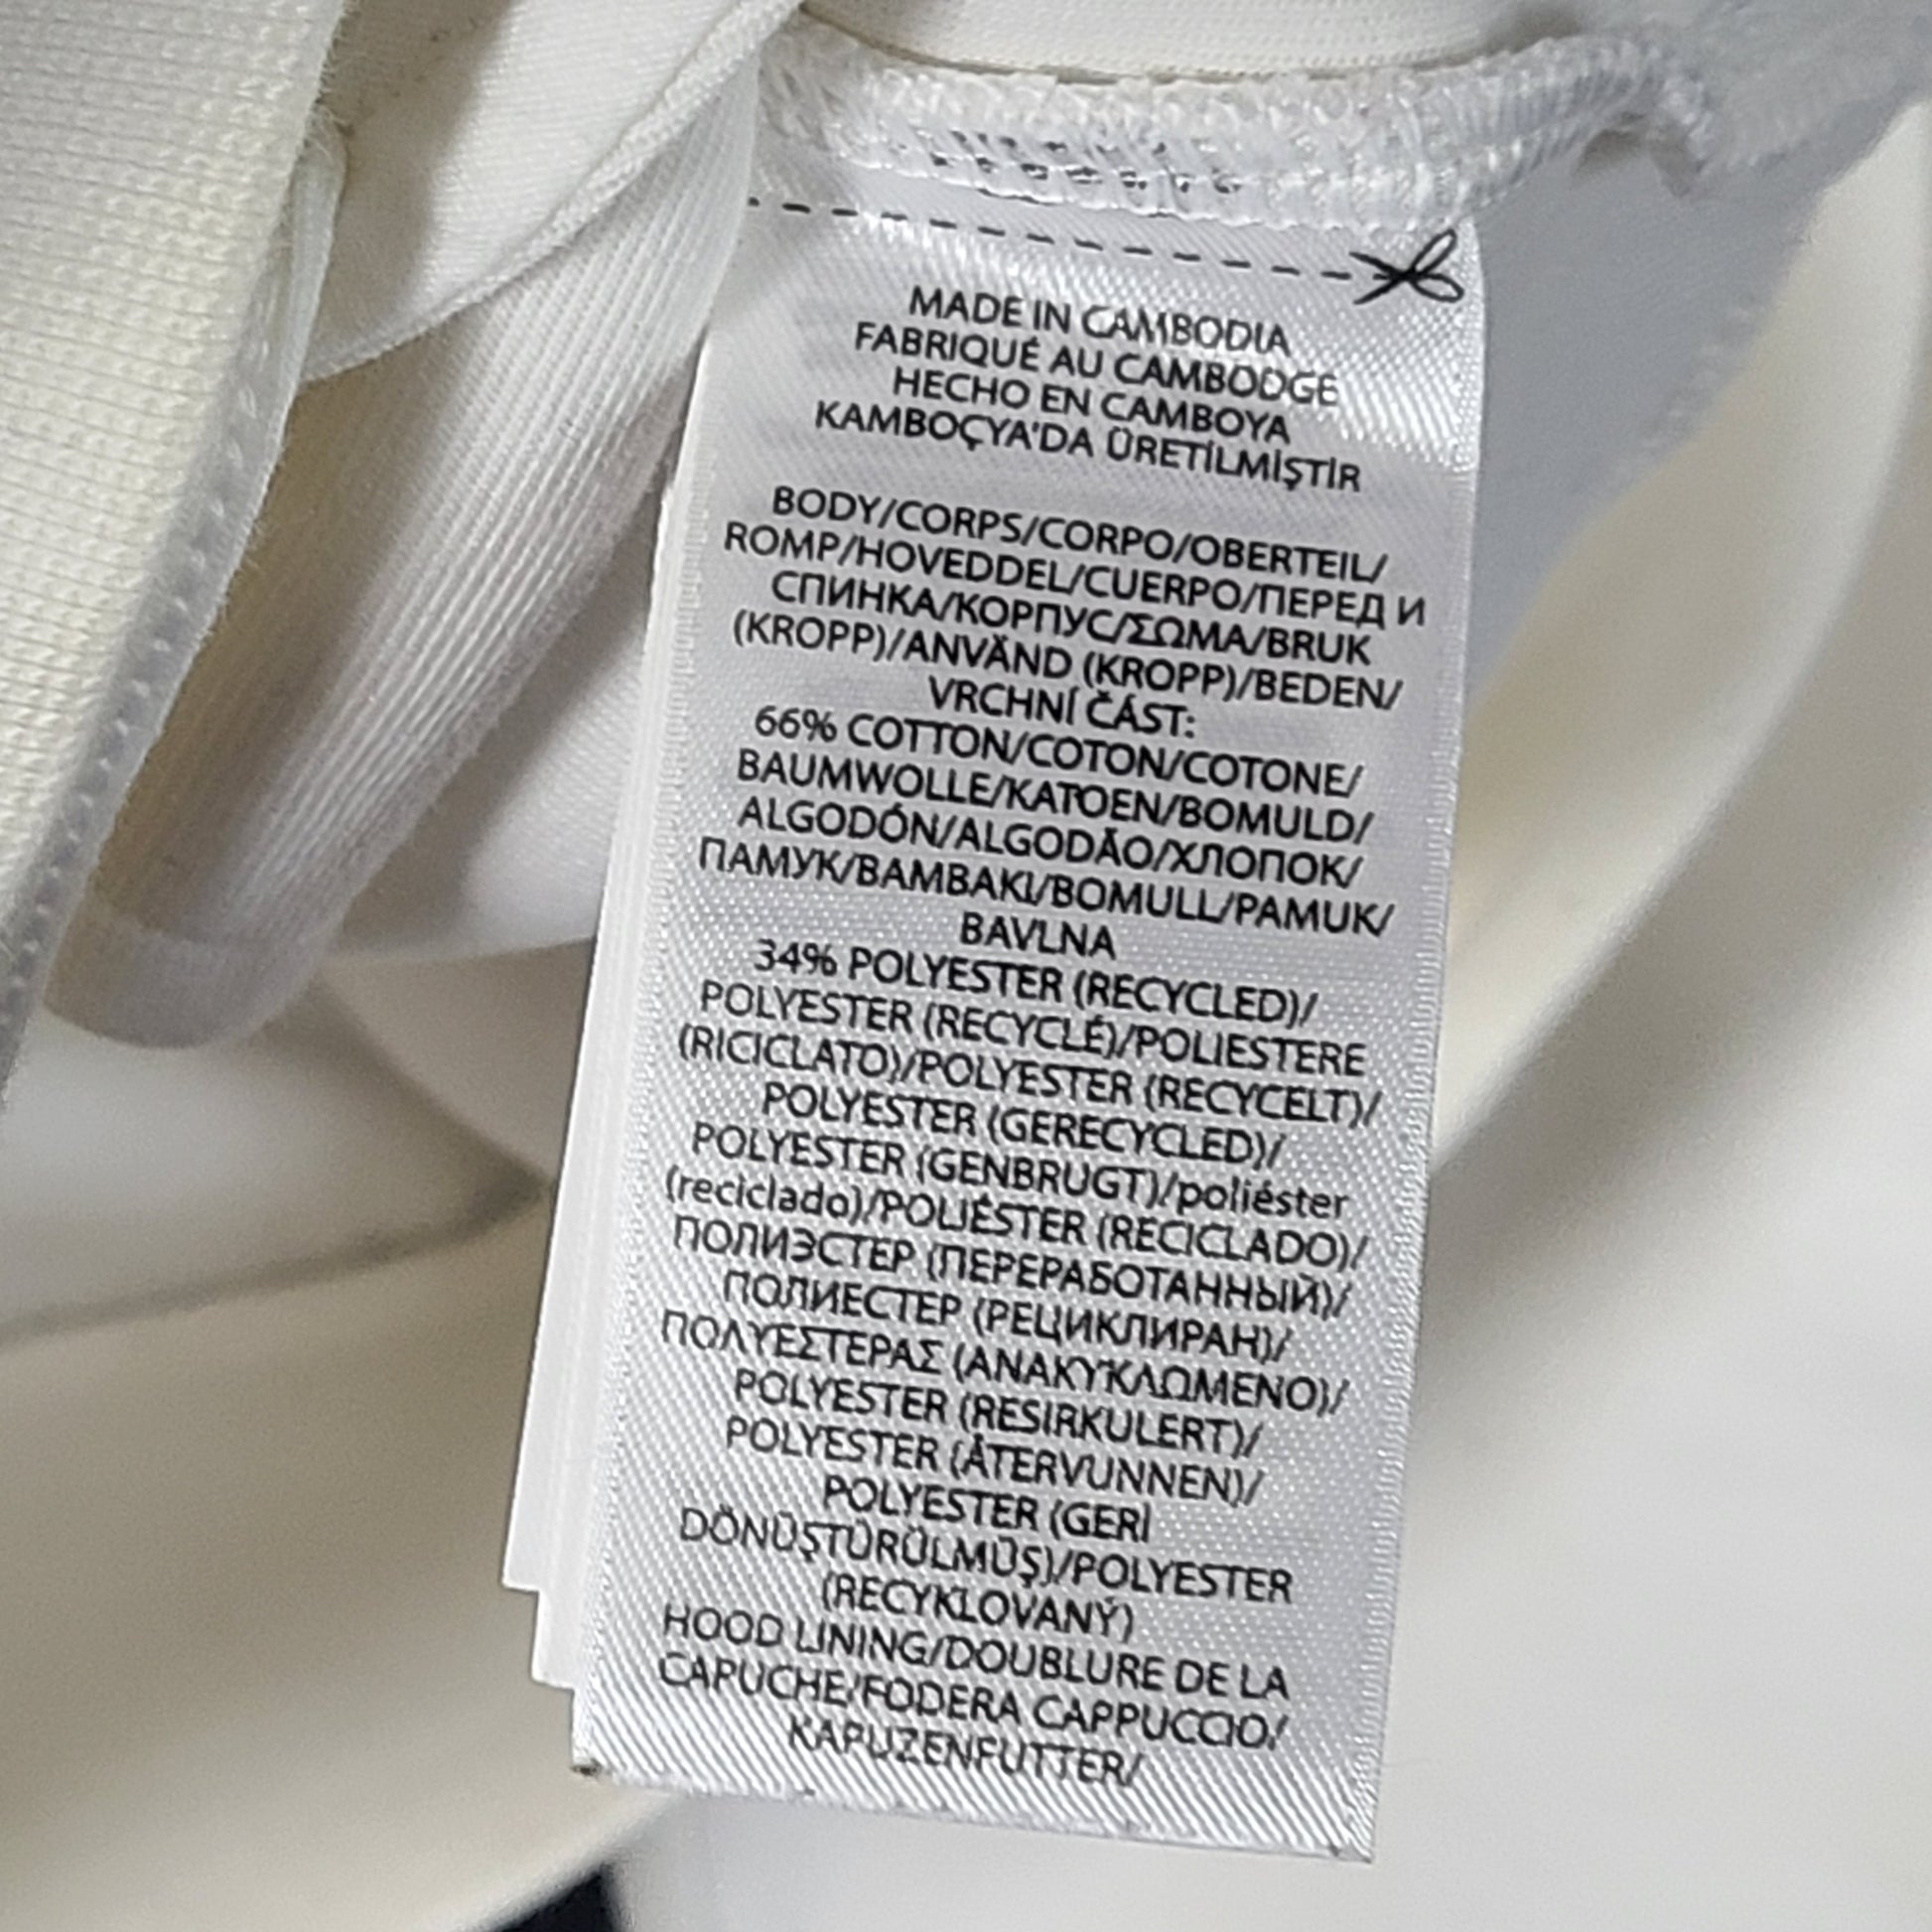 MADE IN CAMBODIA
FABRIQUÉ AU CAMBODGE
HECHO EN CAMBOYA
KAMBOÇYA'DA ÜRETİLMİŞTİR
BODY/CORPS/CORPO/OBERTEIL/
ROMP/HOVEDDEL/CUERPO/ПЕРЕД И
СПИНКА/КОРПУС/ΣΩΜΑ/BRUK
(KROPP)/ANVÄND (KROPP)/BEDEN/
VRCHNÍ ČÁST:
66% COTTON/COTON/COTONE/
BAUMWOLLE/KATOEN/BOMULD/
ALGODÓN/ALGODÃO/ХЛОПОК/
ПАМУК/BAMBAKI/BOMULL/PAMUK/
BAVLNA
34% POLYESTER (RECYCLED)/
POLYESTER (RECYCLÉ)/POLIESTERE
(RICICLATO)/POLYESTER (RECYCELT)/
POLYESTER (GERECYCLED)/
POLYESTER (GENBRUGT)/poliéster
(reciclado)/POLIÉSTER (RECICLADO)/
ПОЛИЭСТЕР (ПЕРЕРАБОТАННЫЙ)/
ПОЛИЕСТЕР (РЕЦИКЛИРАН)/
ΠΟΛΥΕΣΤΕΡΑΣ (ΑΝΑΚΥΚΛΩΜΕΝΟ)/
POLYESTER (RESIRKULERT)/
POLYESTER (ÅTERVUNNEN)/
POLYESTER (GERİ
DÖNÜŞTÜRÜLMÜŞ)/POLYESTER
(RECYKLOVANÝ)
HOOD LINING/DOUBLURE DE LA
CAPUCHE/FODERA CAPPUCCIO/
KAPUZENFUTTER/